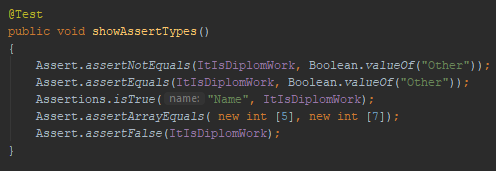 @Test
public void showAssertTypes()
{
Assert.assertNotEquals(ItIsDiplomWork, Boolean.valueOf("Other"));
Assert.assertEquals(ItIsDiplomWork, Boolean.valueOf("Other"));
Assertions.isTrue( name: "Name", ItIsDiplomWork);
Assert.assertArrayEquals( new int [5], new int [7]);
Assert.assertFalse(ItIsDiplomWork);
}